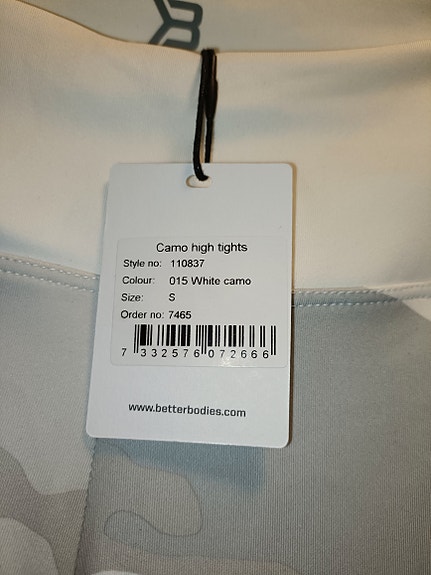 Camo high tights
Style no: 110837
Colour: 015 White camo
Size: S
Order no: 7465
7 332576 072666
www.betterbodies.com